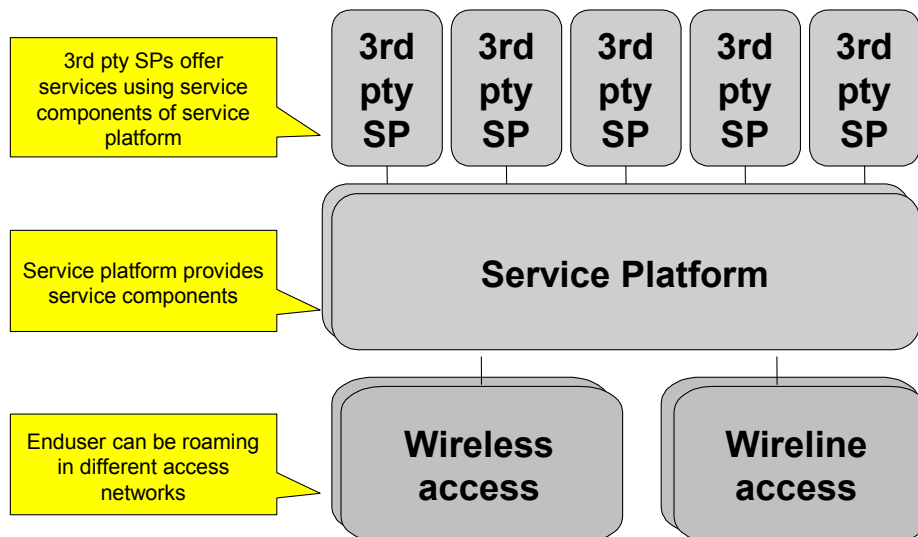 3rd pty SPs offer
services using service
components of service
platform
3rd
pty
SP
3rd
pty
SP
3rd
pty
SP
3rd
pty
SP
3rd
pty
SP
Service platform provides
service components
Service Platform
Enduser can be roaming
in different access
networks
Wireless
access
Wireline
access